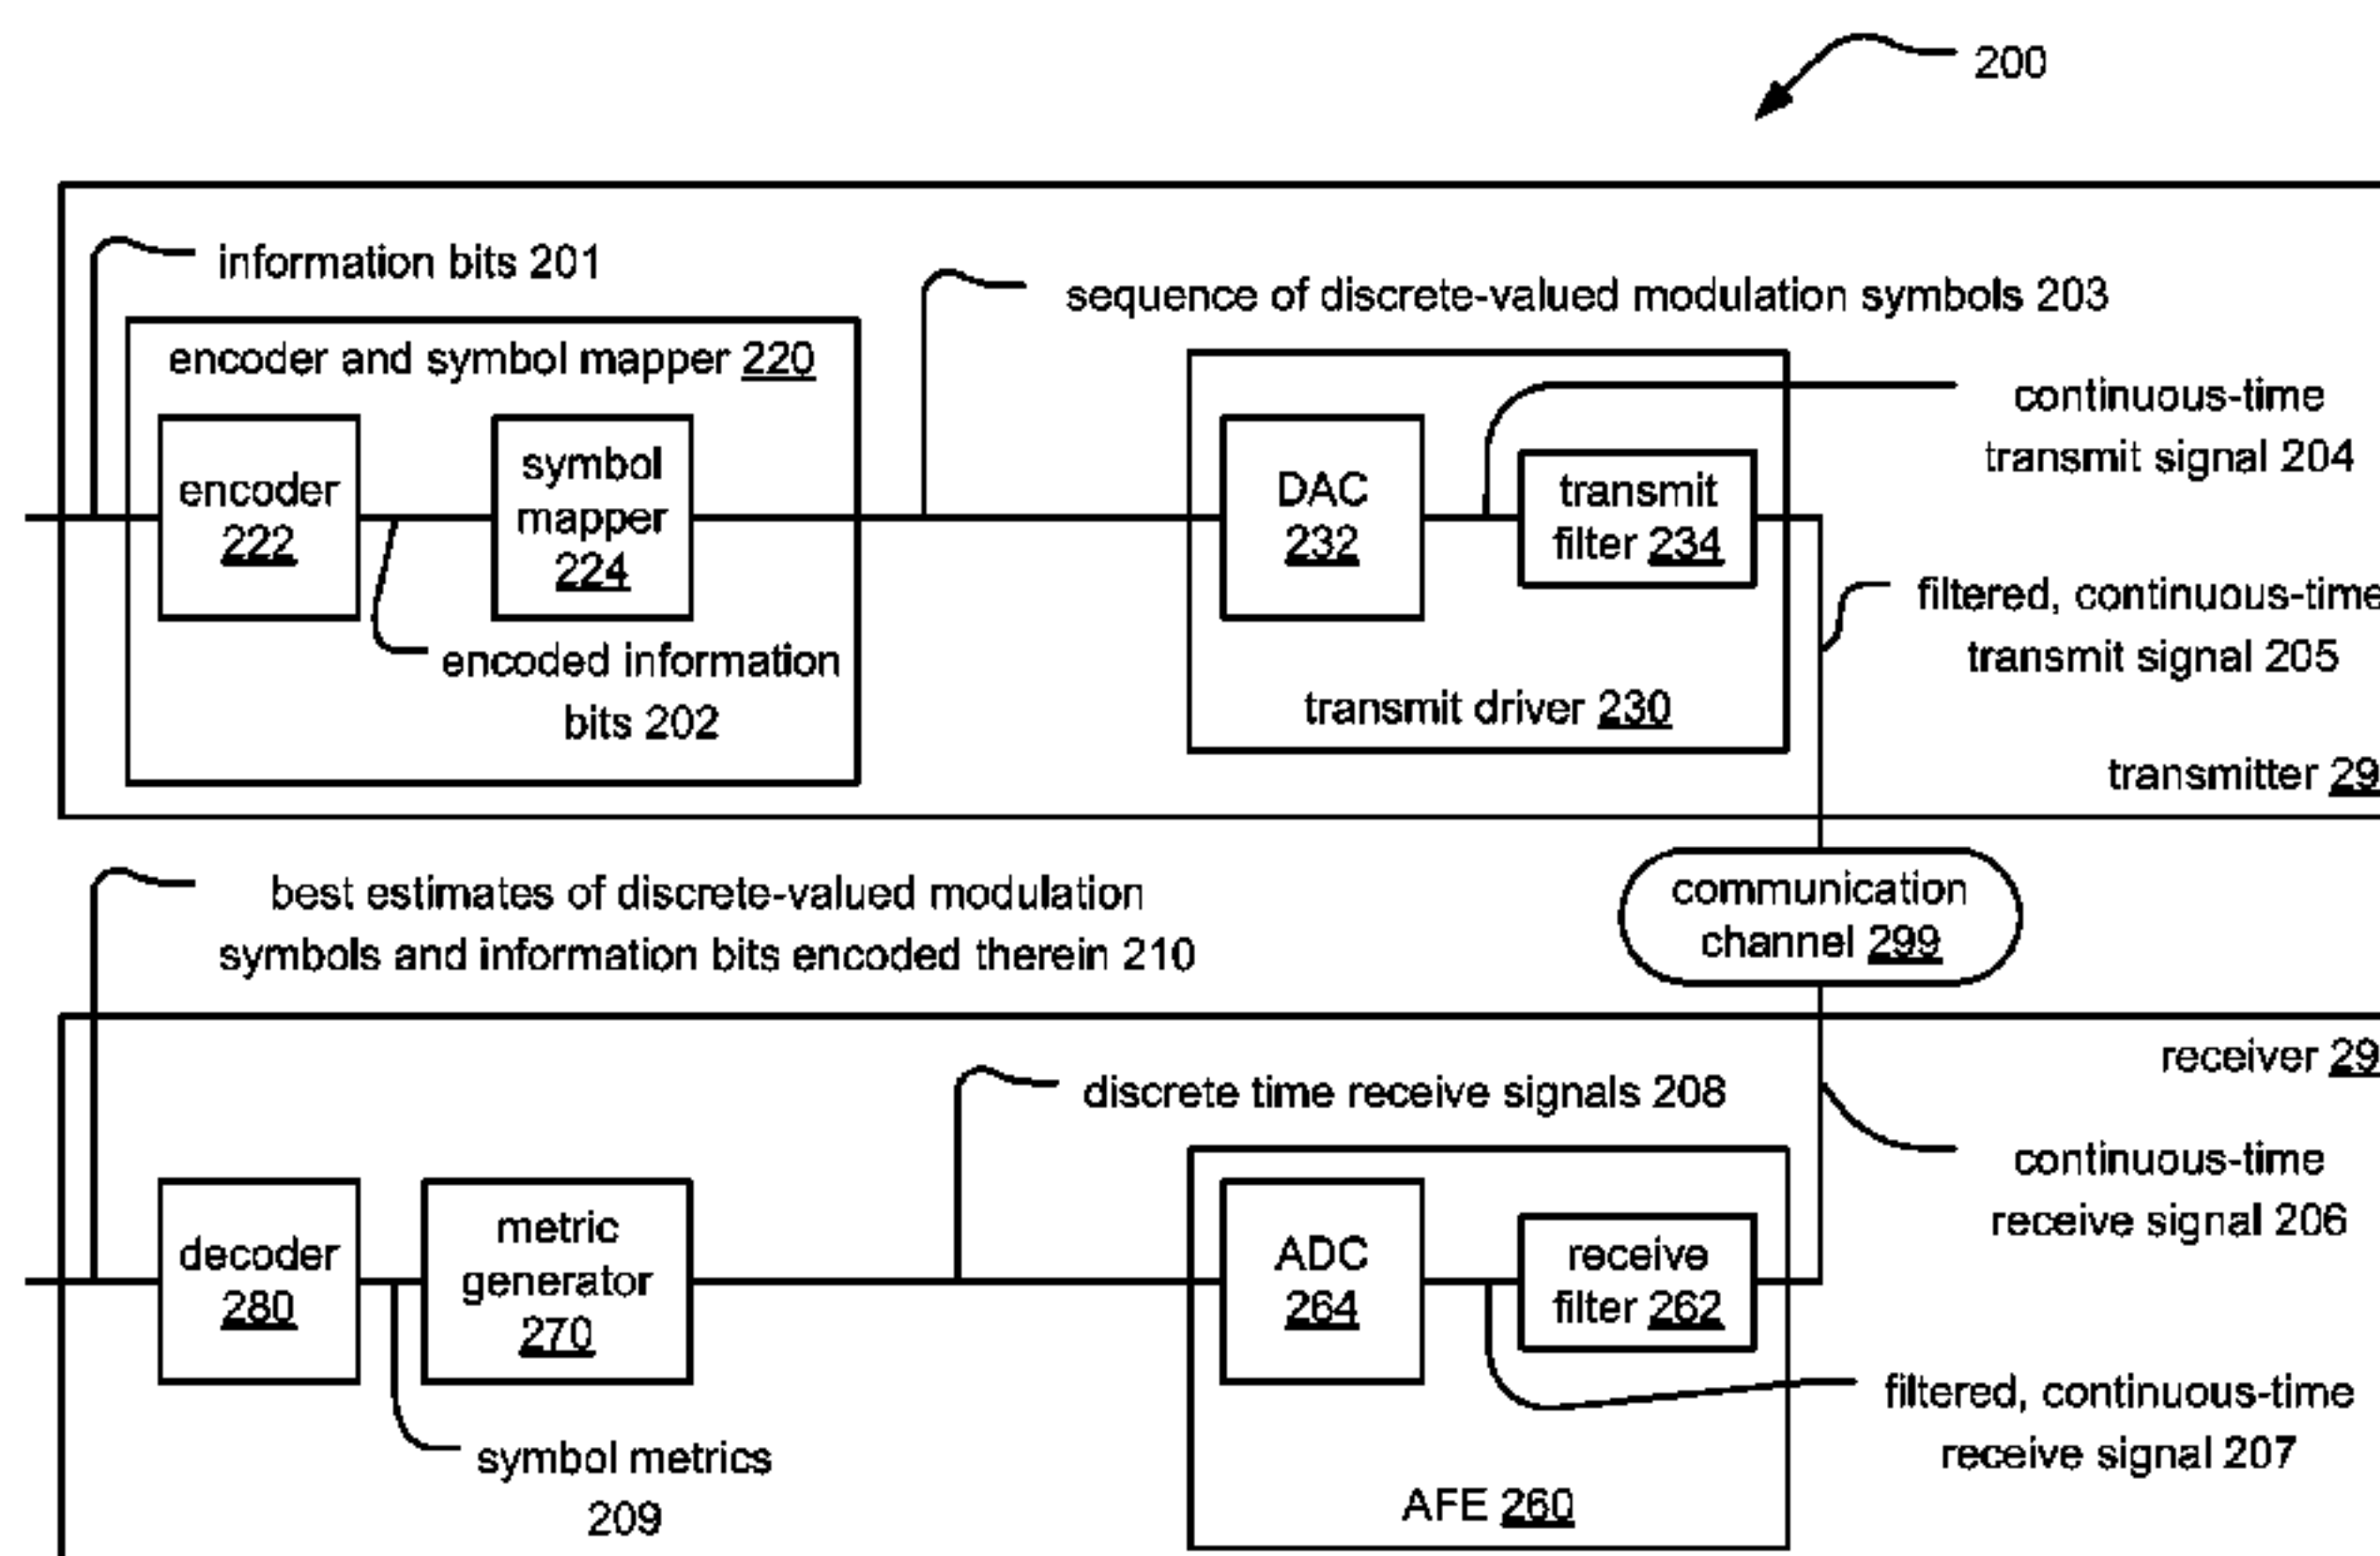 200
information bits 201
sequence of discrete-valued modulation symbols 203
encoder and symbol mapper 220
continuous-time
transmit signal 204
encoder
222
symbol
mapper
224
DAC
232
transmit
filter 234
filtered, continuous-time
transmit signal 205
encoded information
bits 202
transmit driver 230
transmitter
communication
channel 299
best estimates of discrete-valued modulation
symbols and information bits encoded therein 210
receiver
discrete time receive signals 208
continuous-time
receive signal 206
decoder
280
metric
generator
270
ADC
264
receive
filter 262
filtered, continuous-time
receive signal 207
symbol metrics
209
AFE 260